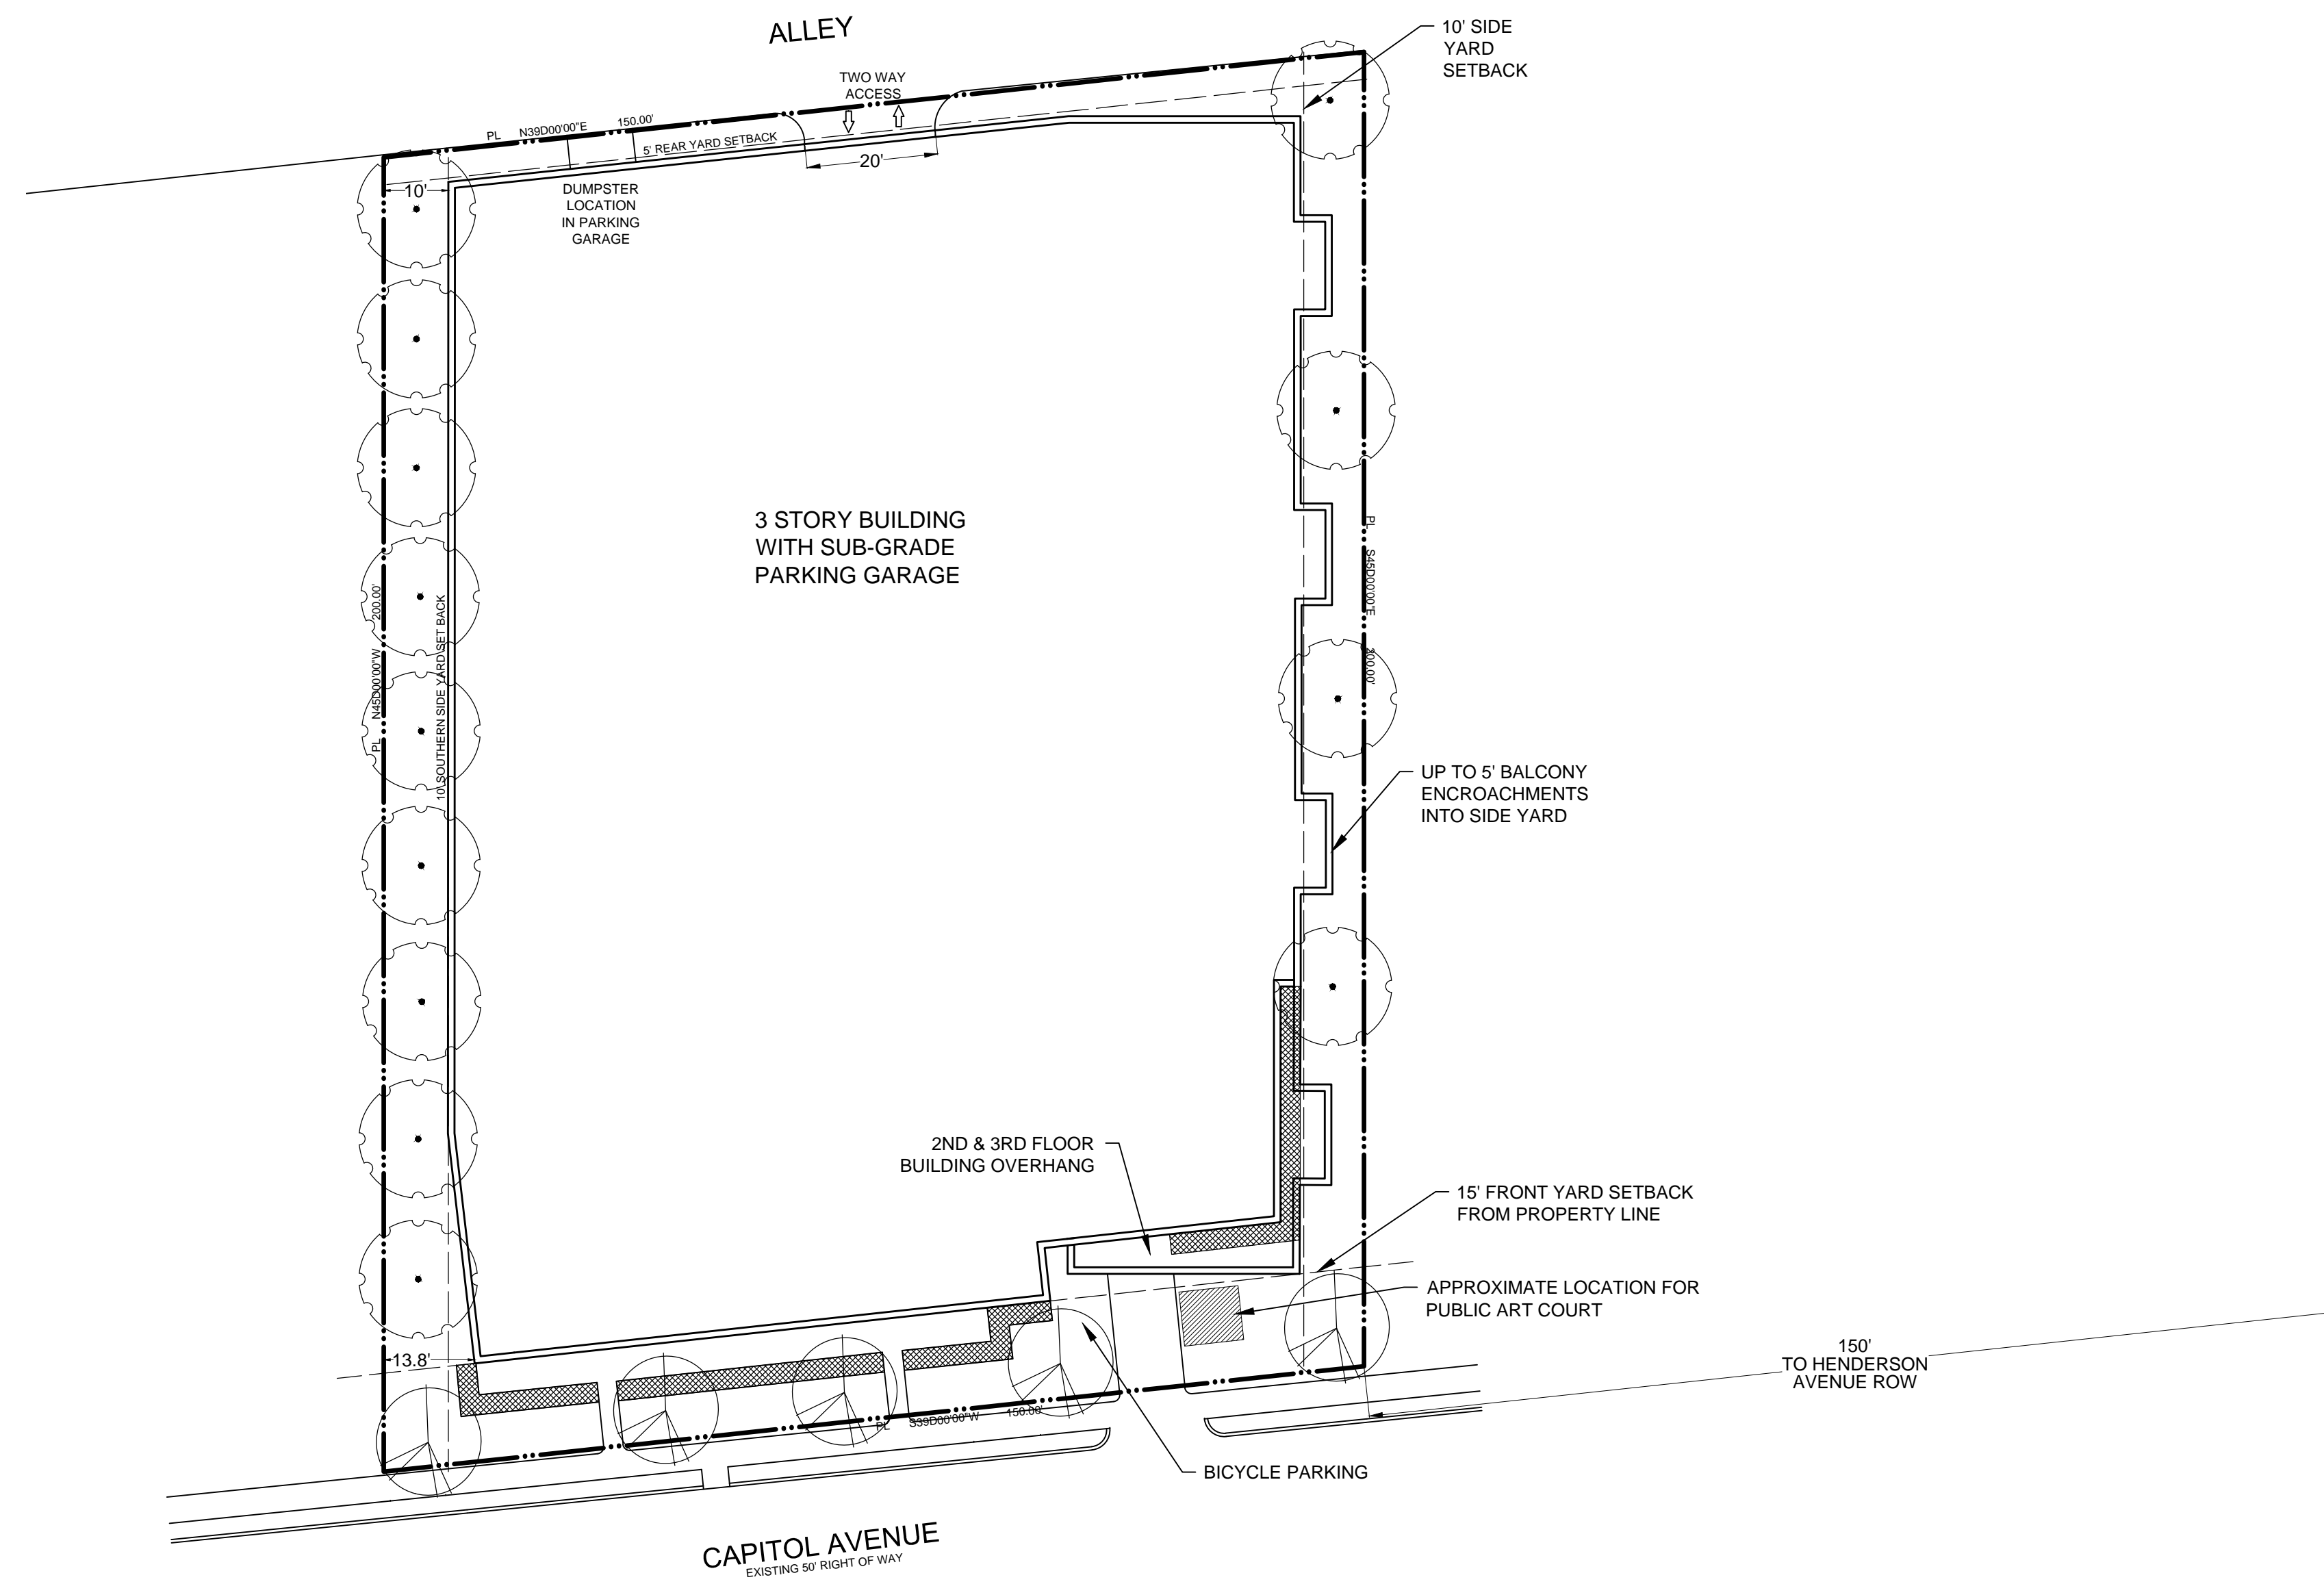 ALLEY
10' SIDE
YARD
SETBACK
TWO WAY
ACCESS
PL N39D00'00"E 150.00'
5' REAR YARD SETBACK
20'
10'
DUMPSTER
LOCATION
IN PARKING
GARAGE
3 STORY BUILDING
WITH SUB-GRADE
PARKING GARAGE
PL N45D00'00"W 200.00'
10' SOUTHERN SIDE YARD SET BACK
PL S45D00'00"E 200.00'
UP TO 5' BALCONY
ENCROACHMENTS
INTO SIDE YARD
2ND & 3RD FLOOR
BUILDING OVERHANG
15' FRONT YARD SETBACK
FROM PROPERTY LINE
APPROXIMATE LOCATION FOR
PUBLIC ART COURT
13.8'
150'
TO HENDERSON
AVENUE ROW
PL S39D00'00"W 150.00'
BICYCLE PARKING
CAPITOL AVENUE
EXISTING 50' RIGHT OF WAY